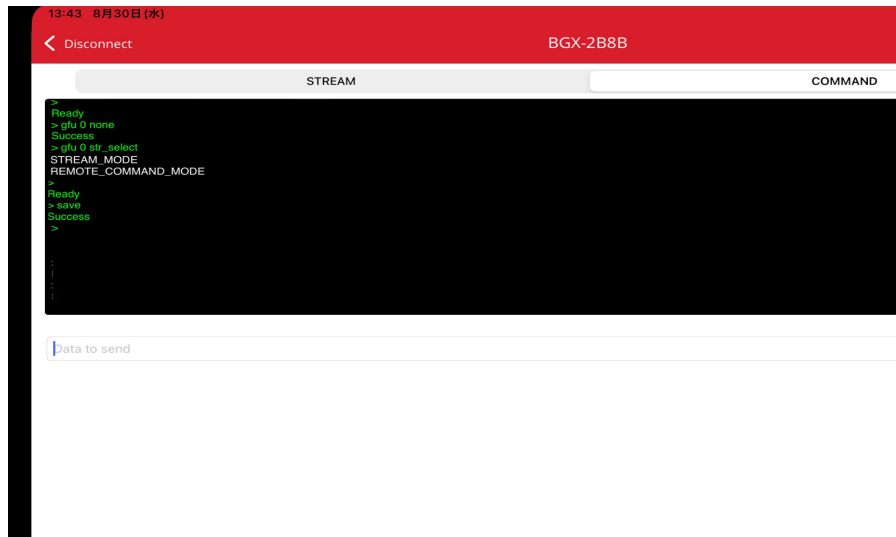 13:43 8月30日(水)
Disconnect
BGX-2B8B
STREAM
COMMAND
>
Ready
> gfu 0 none
Success
> gfu 0 str_select
STREAM_MODE
REMOTE_COMMAND_MODE
>
Ready
> save
Success
>
Data to send